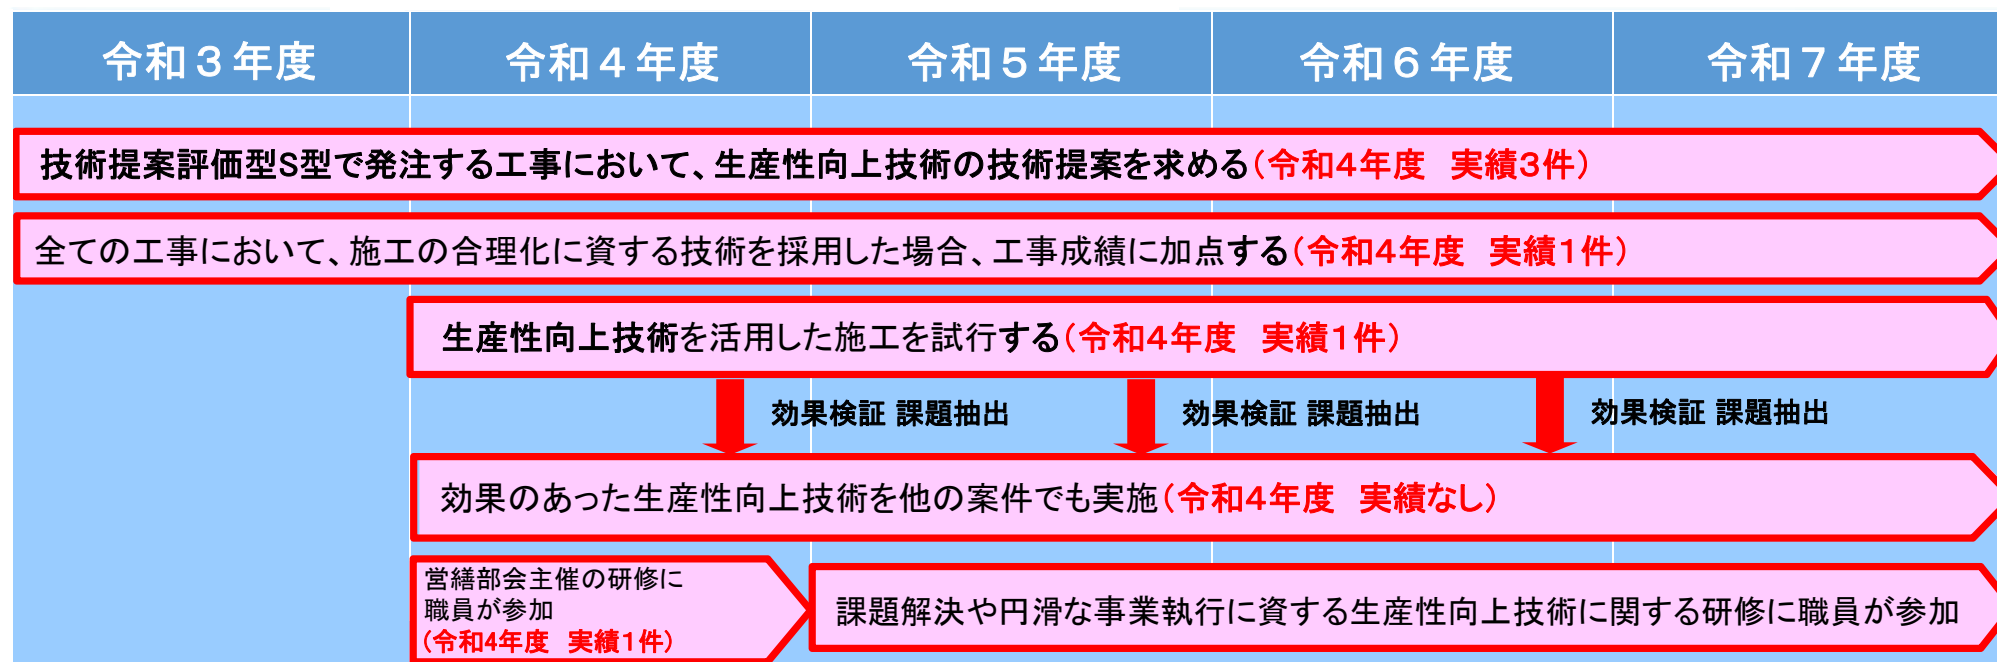 令和３年度
令和４年度
令和５年度
令和６年度
令和７年度
技術提案評価型S型で発注する工事において、生産性向上技術の技術提案を求める（令和４年度　実績３件）
全ての工事において、施工の合理化に資する技術を採用した場合、工事成績に加点する（令和４年度　実績１件）
生産性向上技術を活用した施工を試行する（令和４年度　実績１件）
効果検証 課題抽出
効果検証 課題抽出
効果検証 課題抽出
効果のあった生産性向上技術を他の案件でも実施（令和４年度　実績なし）
営繕部会主催の研修に
職員が参加
（令和4年度　実績１件）
課題解決や円滑な事業執行に資する生産性向上技術に関する研修に職員が参加